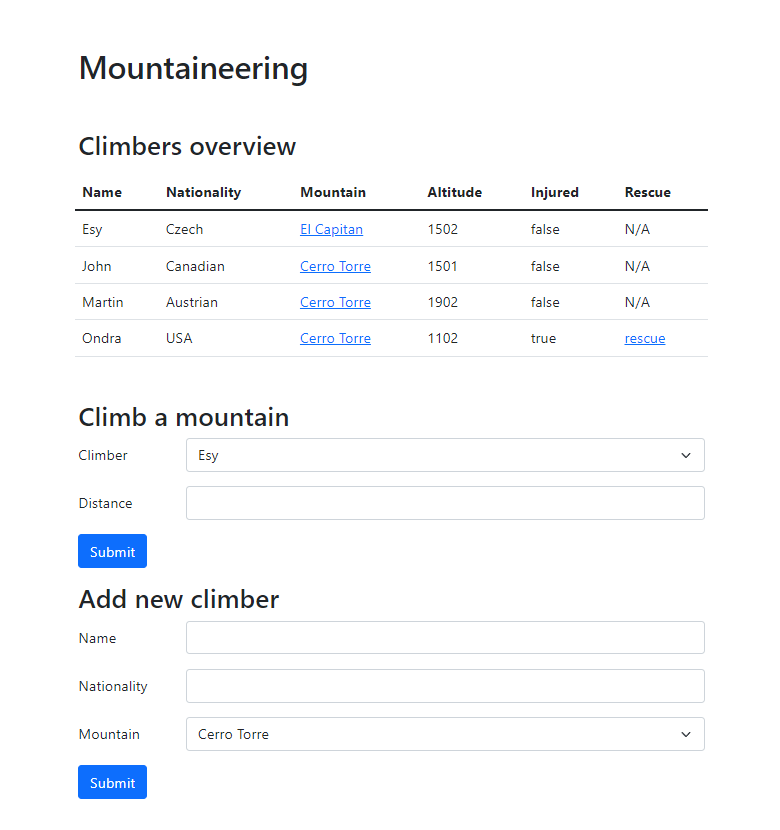 Mountaineering
Climbers overview
Name Nationality Mountain Altitude Injured Rescue
Esy Czech El Capitan 1502 false N/A
John Canadian Cerro Torre 1501 false N/A
Martin Austrian Cerro Torre 1902 false N/A
Ondra USA Cerro Torre 1102 true rescue
Climb a mountain
Climber Esy
Distance
Submit
Add new climber
Name
Nationality
Mountain Cerro Torre
Submit